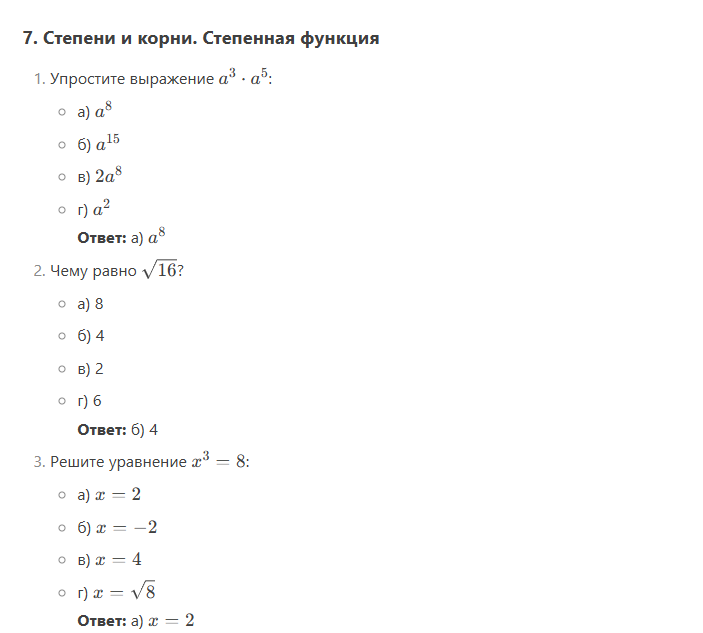 7. Степени и корни. Степенная функция
1. Упростите выражение a³ · a⁵:
а) a⁸
б) a¹⁵
в) 2a⁸
г) a²
Ответ: а) a⁸
2. Чему равно √16?
а) 8
б) 4
в) 2
г) 6
Ответ: б) 4
3. Решите уравнение x³ = 8:
а) x = 2
б) x = −2
в) x = 4
г) x = √8
Ответ: а) x = 2